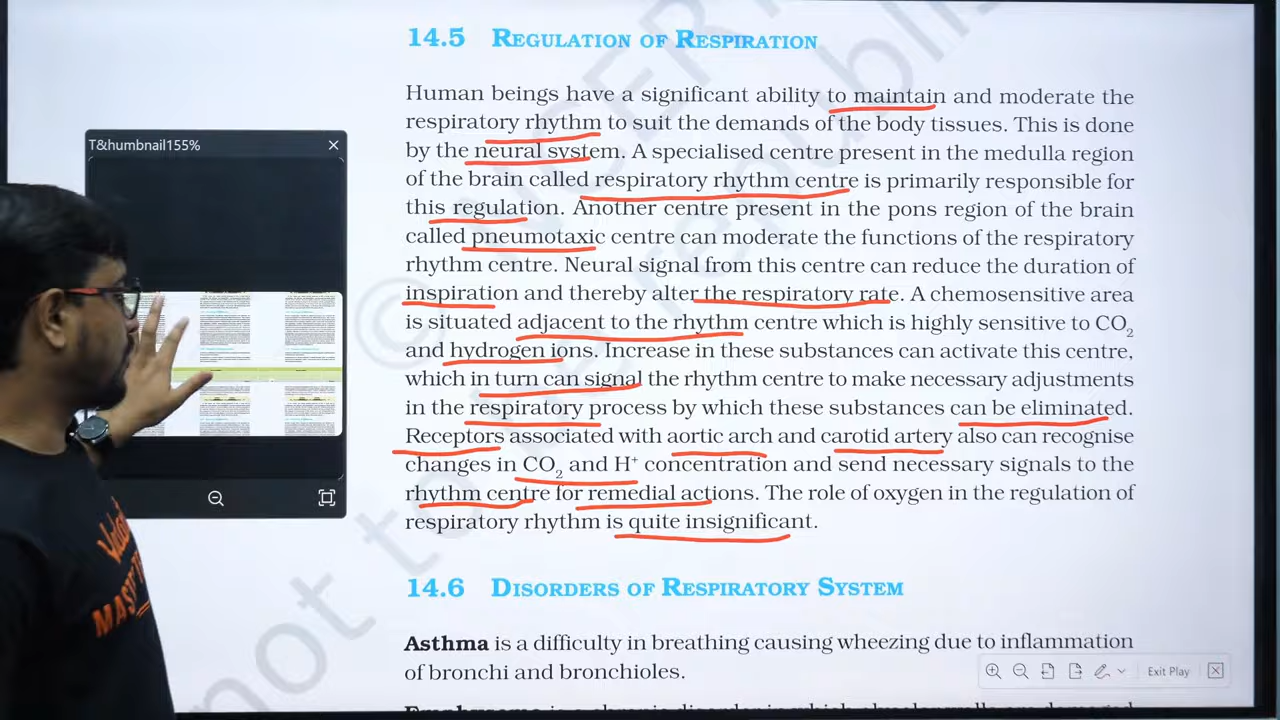 14.5 REGULATION OF RESPIRATION
Human beings have a significant ability to maintain and moderate the
respiratory rhythm to suit the demands of the body tissues. This is done
by the neural system. A specialised centre present in the medulla region
of the brain called respiratory rhythm centre is primarily responsible for
this regulation. Another centre present in the pons region of the brain
called pneumotaxic centre can moderate the functions of the respiratory
rhythm centre. Neural signal from this centre can reduce the duration of
inspiration and thereby alter the respiratory rate. A chemosensitive area
is situated adjacent to the rhythm centre which is highly sensitive to CO₂
and hydrogen ions. Increase in these substances can activate this centre,
which in turn can signal the rhythm centre to make necessary adjustments
in the respiratory process by which these substances can be eliminated.
Receptors associated with aortic arch and carotid artery also can recognise
changes in CO₂ and H⁺ concentration and send necessary signals to the
rhythm centre for remedial actions. The role of oxygen in the regulation of
respiratory rhythm is quite insignificant.
14.6 DISORDERS OF RESPIRATORY SYSTEM
Asthma is a difficulty in breathing causing wheezing due to inflammation
of bronchi and bronchioles.
T&humbnail155%
Exit Play
not to